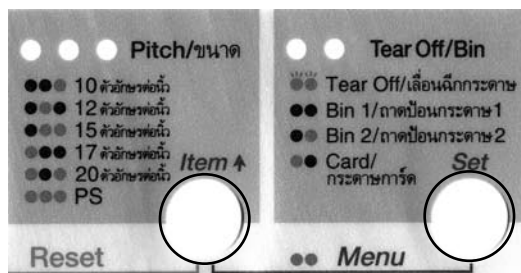 Pitch/ขนาด
10 ตัวอักษรต่อนิ้ว
12 ตัวอักษรต่อนิ้ว
15 ตัวอักษรต่อนิ้ว
17 ตัวอักษรต่อนิ้ว
20 ตัวอักษรต่อนิ้ว
PS
Item ↑
Reset
Tear Off/Bin
Tear Off/เลื่อนฉีกกระดาษ
Bin 1/ถาดป้อนกระดาษ 1
Bin 2/ถาดป้อนกระดาษ 2
Card/
กระดาษการ์ด
Set
Menu